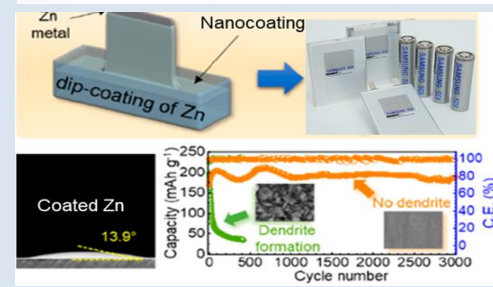 Zn
metal
Nanocoating
dip-coating of Zn
SAMSUNG SDI
Coated Zn
13.9°
Capacity (mAh g⁻¹)
250
200
150
100
50
0
Dendrite
formation
No dendrite
100
80
60
40
20
0
C.E. (%)
0
500
1000
1500
2000
2500
3000
Cycle number